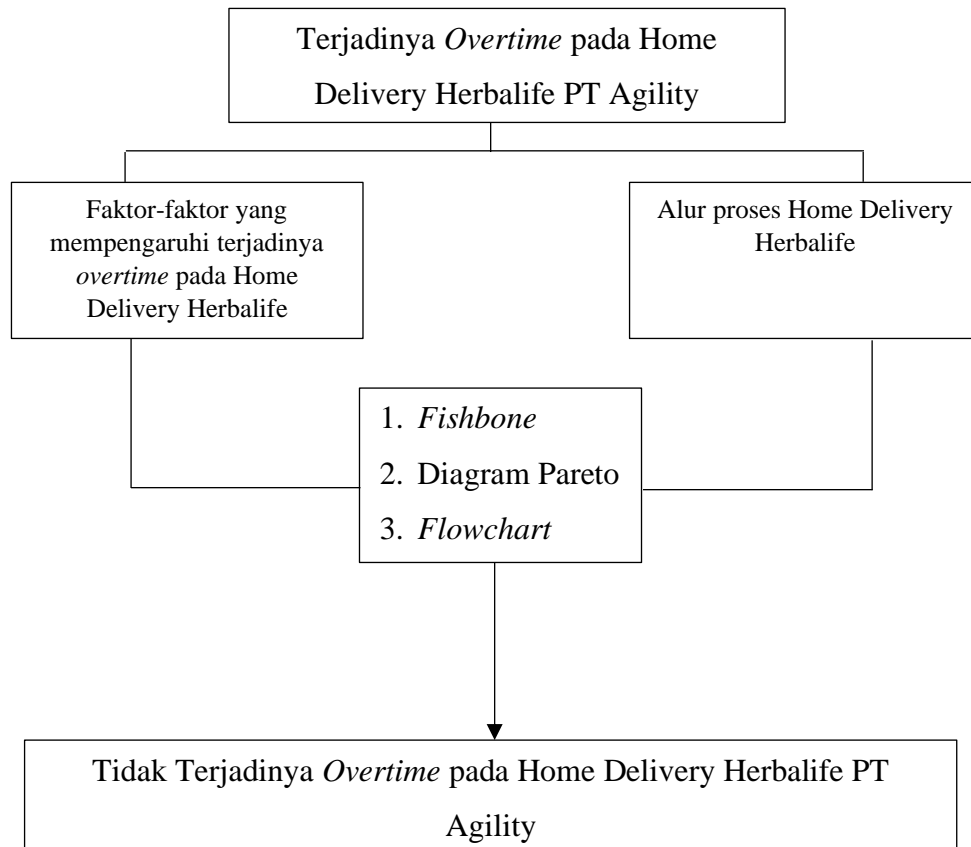 Terjadinya Overtime pada Home
Delivery Herbalife PT Agility
Faktor-faktor yang
mempengaruhi terjadinya
overtime pada Home
Delivery Herbalife
Alur proses Home Delivery
Herbalife
1. Fishbone
2. Diagram Pareto
3. Flowchart
Tidak Terjadinya Overtime pada Home Delivery Herbalife PT
Agility